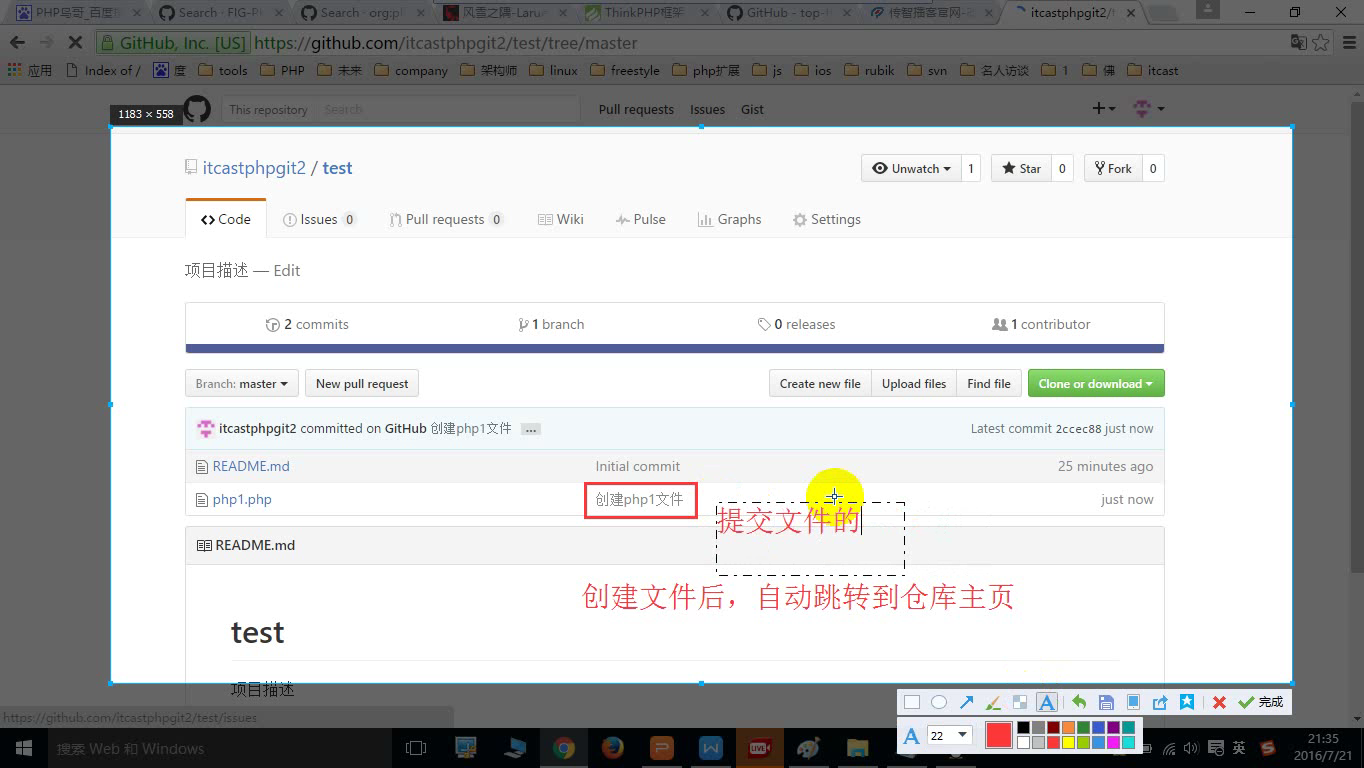 PHP鸟哥_百度
Search · FIG-P
Search · org:p
风雪之隅-Laru
ThinkPHP框架
GitHub - top-t
传智播客官网-
itcastphpgit2/t
GitHub, Inc. [US] https://github.com/itcastphpgit2/test/tree/master
应用 Index of / 度 tools PHP 未来 company 架构师 linux freestyle php扩展 js ios rubik svn 名人访谈 1 佛 itcast
1183 × 558
This repository Search Pull requests Issues Gist
itcastphpgit2 / test
Unwatch 1 Star 0 Fork 0
Code Issues 0 Pull requests 0 Wiki Pulse Graphs Settings
项目描述 — Edit
2 commits 1 branch 0 releases 1 contributor
Branch: master New pull request Create new file Upload files Find file Clone or download
itcastphpgit2 committed on GitHub 创建php1文件 ... Latest commit 2ccec88 just now
README.md Initial commit 25 minutes ago
php1.php 创建php1文件 just now
提交文件的
README.md
创建文件后，自动跳转到仓库主页
test
项目描述
完成
https://github.com/itcastphpgit2/test/issues
A 22
搜索 Web 和 Windows
LIVE
英
21:35
2016/7/21